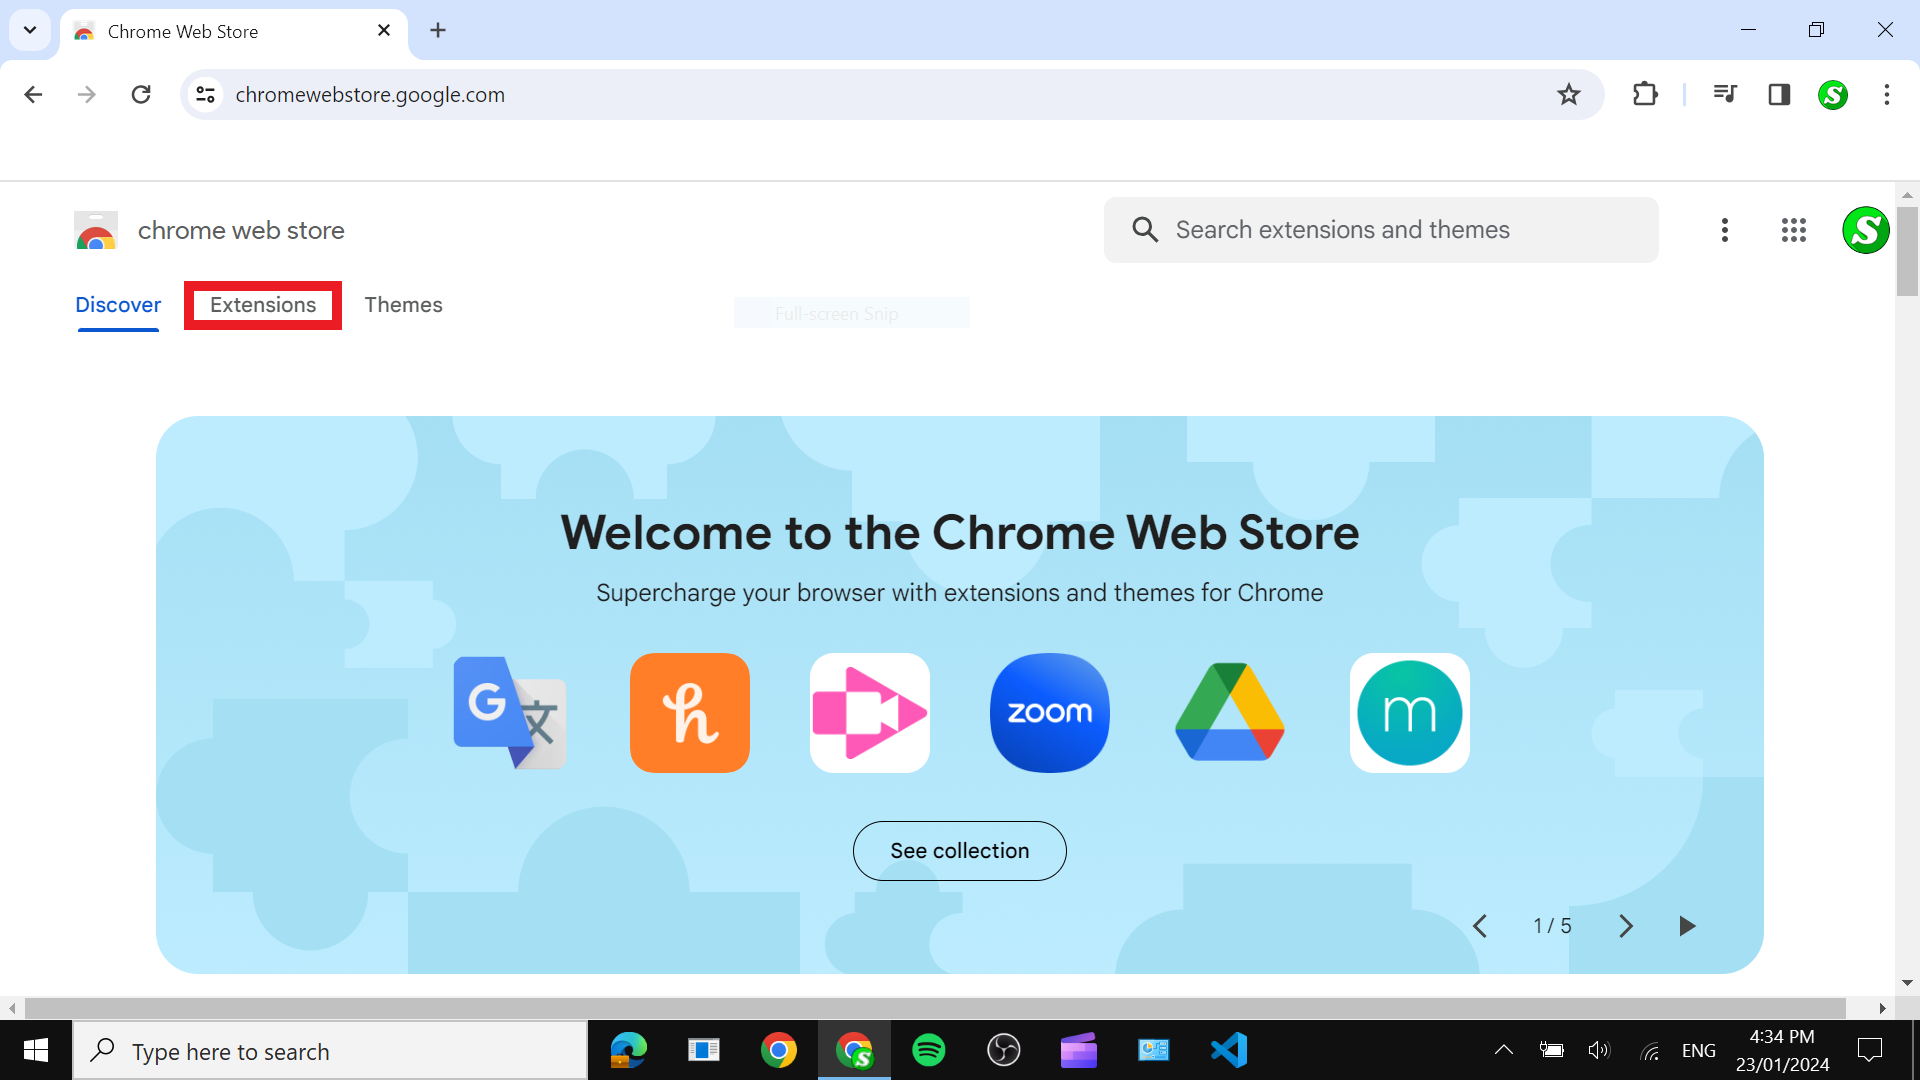 Chrome Web Store
chromewebstore.google.com
chrome web store
Search extensions and themes
Discover
Extensions
Themes
Full-screen Snip
Welcome to the Chrome Web Store
Supercharge your browser with extensions and themes for Chrome
G 文
h
zoom
m
See collection
1 / 5
Type here to search
S
ENG
4:34 PM
23/01/2024